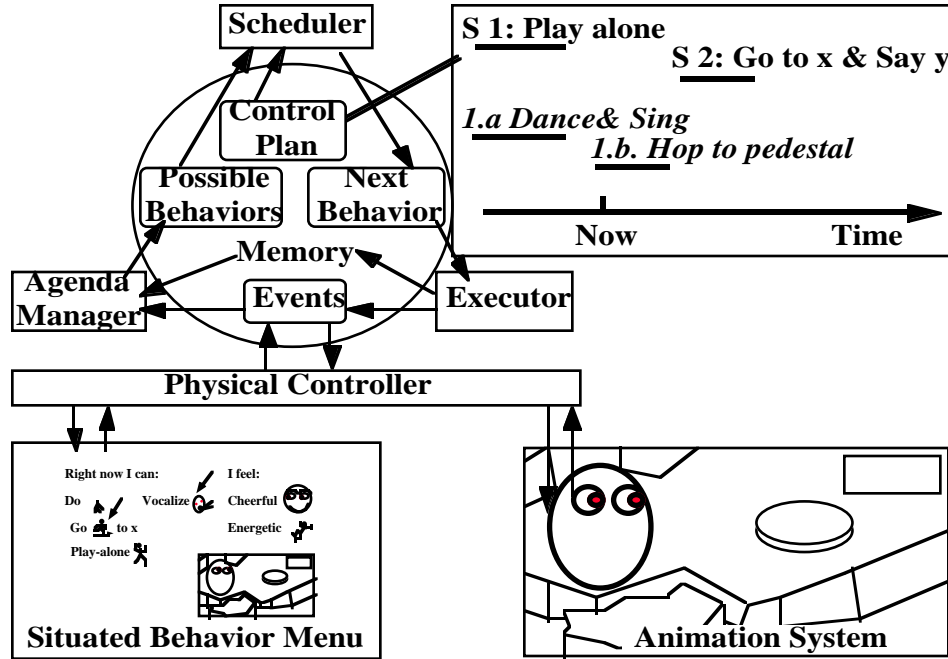 Scheduler
S 1: Play alone
S 2: Go to x & Say y
Control
Plan
1.a Dance& Sing
1.b. Hop to pedestal
Possible
Behaviors
Next
Behavior
Now
Time
Memory
Agenda
Manager
Events
Executor
Physical Controller
Right now I can:
I feel:
Do
Vocalize
Cheerful
Go
to x
Energetic
Play-alone
Situated Behavior Menu
Animation System